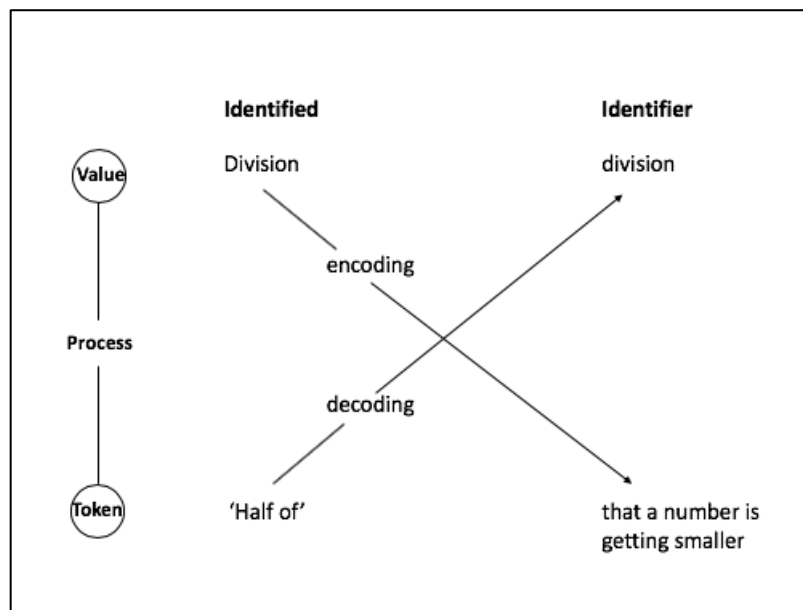 Identified Identifier
Value Division division
encoding
Process
decoding
Token ‘Half of’ that a number is
getting smaller